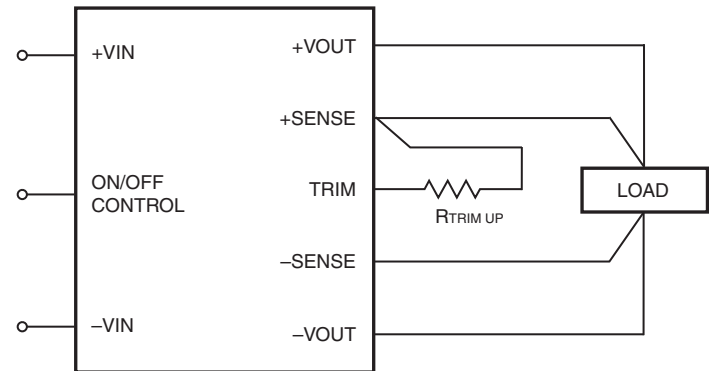 +VIN
ON/OFF
CONTROL
–VIN
+VOUT
+SENSE
TRIM
–SENSE
–VOUT
RTRIM UP
LOAD